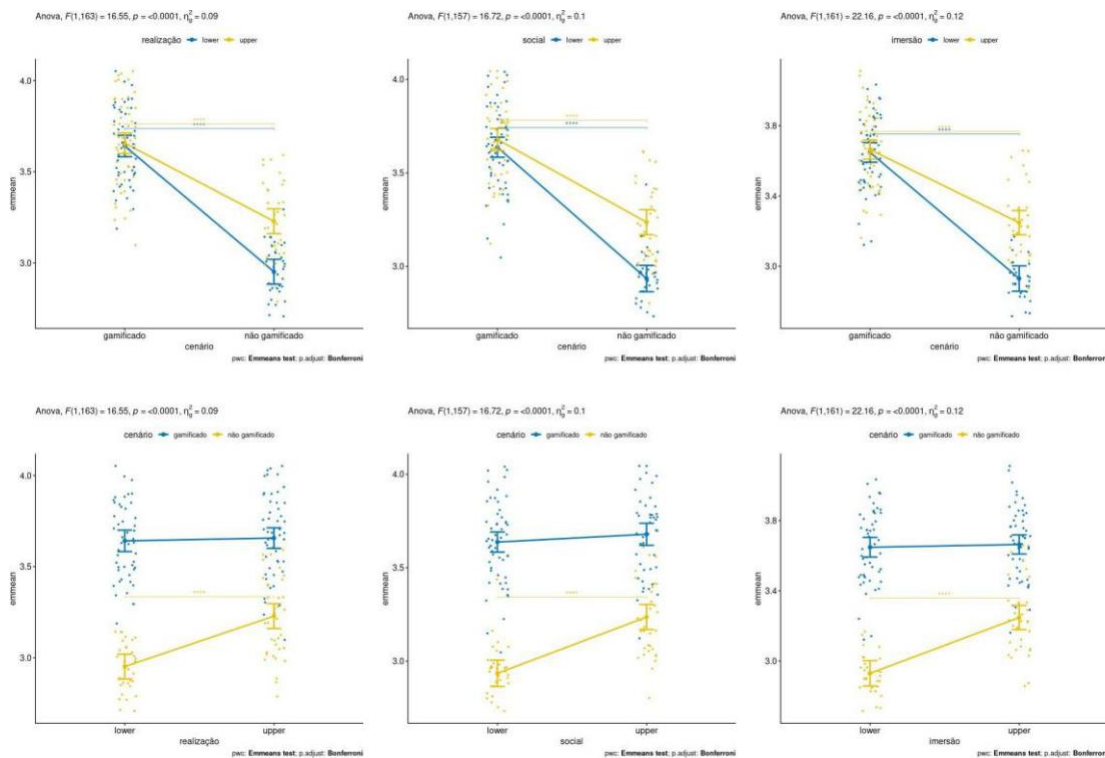 Anova, F(1,163) = 16.55, p = <0.0001, η²g = 0.09
realização lower upper
4.0
3.5
3.0
emmean
****
****
gamificado não gamificado
cenário
pwc: Emmeans test; p.adjust: Bonferroni
Anova, F(1,157) = 16.72, p = <0.0001, η²g = 0.1
social lower upper
4.0
3.5
3.0
emmean
****
****
gamificado não gamificado
cenário
pwc: Emmeans test; p.adjust: Bonferroni
Anova, F(1,161) = 22.16, p = <0.0001, η²g = 0.12
imersão lower upper
3.8
3.4
3.0
emmean
****
****
gamificado não gamificado
cenário
pwc: Emmeans test; p.adjust: Bonferroni
Anova, F(1,163) = 16.55, p = <0.0001, η²g = 0.09
cenário gamificado não gamificado
4.0
3.5
3.0
emmean
****
lower upper
realização
pwc: Emmeans test; p.adjust: Bonferroni
Anova, F(1,157) = 16.72, p = <0.0001, η²g = 0.1
cenário gamificado não gamificado
4.0
3.5
3.0
emmean
****
lower upper
social
pwc: Emmeans test; p.adjust: Bonferroni
Anova, F(1,161) = 22.16, p = <0.0001, η²g = 0.12
cenário gamificado não gamificado
3.8
3.4
3.0
emmean
****
lower upper
imersão
pwc: Emmeans test; p.adjust: Bonferroni